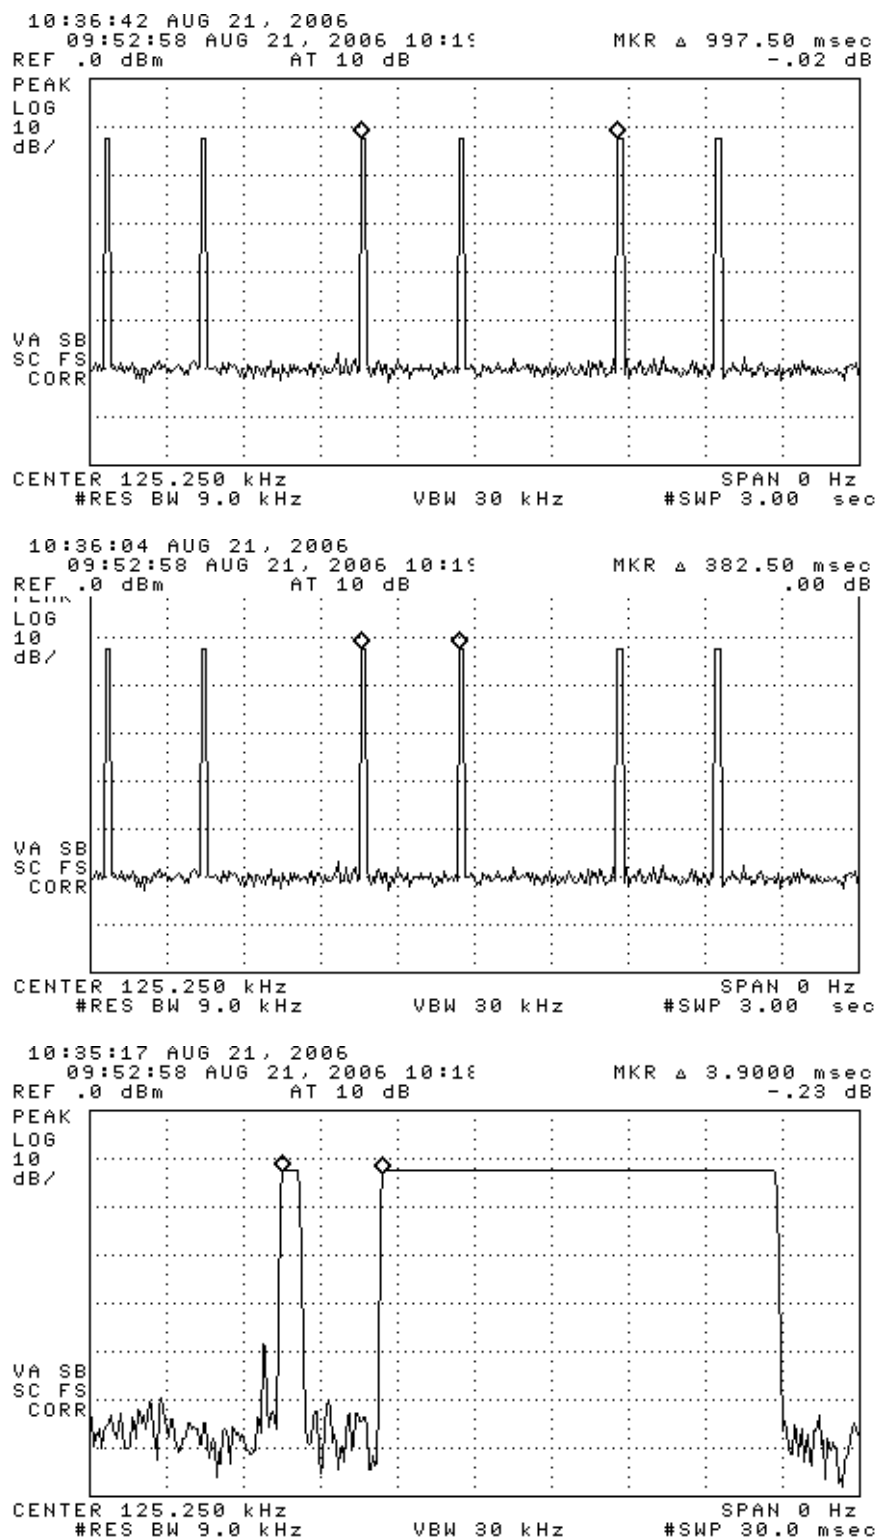 10:36:42 AUG 21, 2006
09:52:58 AUG 21, 2006 10:19 MKR Δ 997.50 msec
REF .0 dBm AT 10 dB -.02 dB
PEAK
LOG
10
dB/
VA SB
SC FS
CORR
CENTER 125.250 kHz SPAN 0 Hz
#RES BW 9.0 kHz VBW 30 kHz #SWP 3.00 sec
10:36:04 AUG 21, 2006
09:52:58 AUG 21, 2006 10:19 MKR Δ 382.50 msec
REF .0 dBm AT 10 dB .00 dB
LOG
10
dB/
VA SB
SC FS
CORR
CENTER 125.250 kHz SPAN 0 Hz
#RES BW 9.0 kHz VBW 30 kHz #SWP 3.00 sec
10:35:17 AUG 21, 2006
09:52:58 AUG 21, 2006 10:18 MKR Δ 3.9000 msec
REF .0 dBm AT 10 dB -.23 dB
PEAK
LOG
10
dB/
VA SB
SC FS
CORR
CENTER 125.250 kHz SPAN 0 Hz
#RES BW 9.0 kHz VBW 30 kHz #SWP 30.0 msec